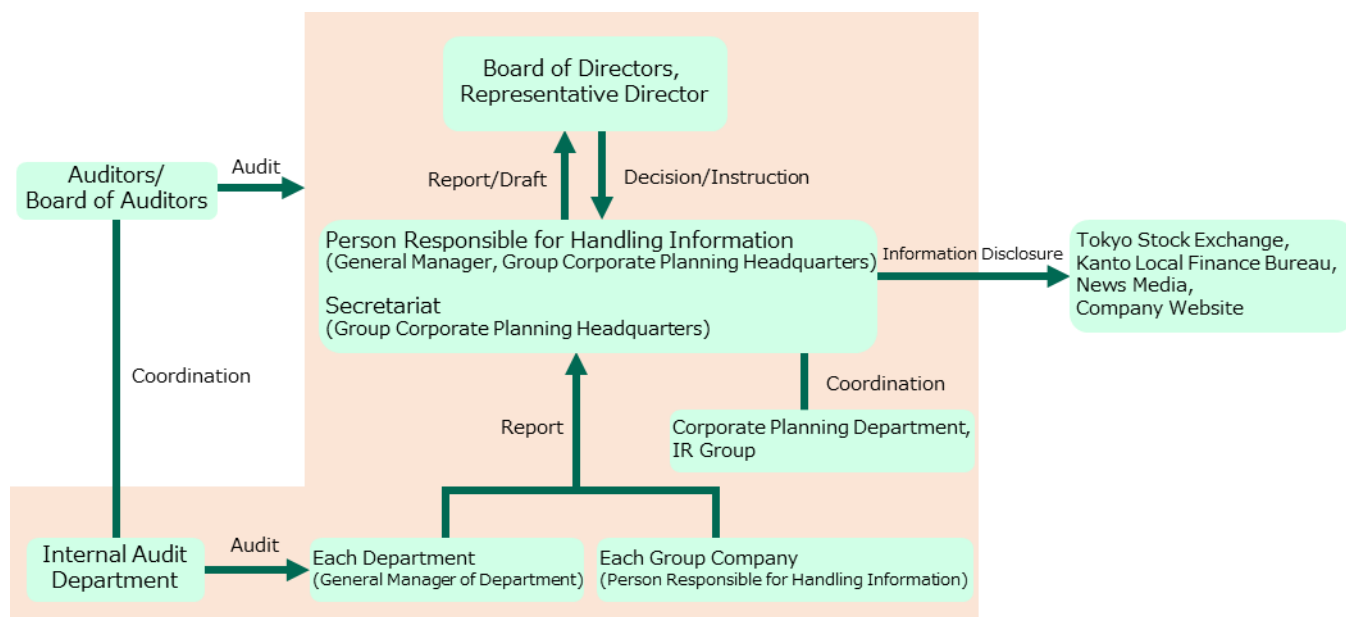 Board of Directors,
Representative Director
Auditors/
Board of Auditors
Audit
Report/Draft
Decision/Instruction
Person Responsible for Handling Information
(General Manager, Group Corporate Planning Headquarters)
Secretariat
(Group Corporate Planning Headquarters)
Information Disclosure
Tokyo Stock Exchange,
Kanto Local Finance Bureau,
News Media,
Company Website
Coordination
Coordination
Report
Corporate Planning Department,
IR Group
Internal Audit
Department
Audit
Each Department
(General Manager of Department)
Each Group Company
(Person Responsible for Handling Information)